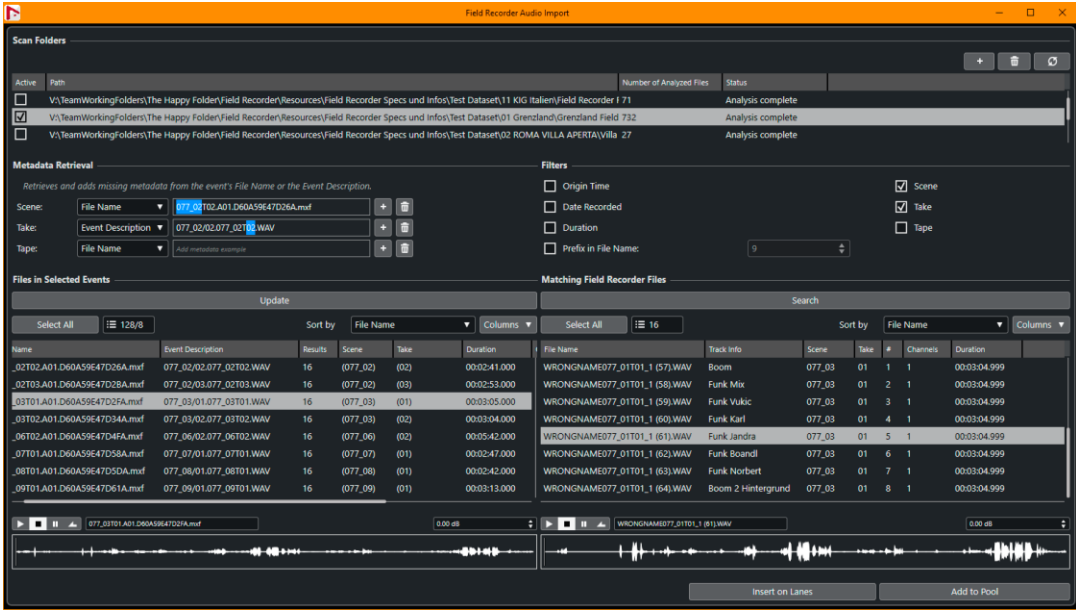 Field Recorder Audio Import
Scan Folders
Active Path Number of Analyzed Files Status
V:\TeamWorkingFolders\The Happy Folder\Field Recorder\Resources\Field Recorder Specs und Infos\Test Dataset\11 KIG Italien\Field Recorder 71 Analysis complete
V:\TeamWorkingFolders\The Happy Folder\Field Recorder\Resources\Field Recorder Specs und Infos\Test Dataset\01 Grenzland\Grenzland Field 732 Analysis complete
V:\TeamWorkingFolders\The Happy Folder\Field Recorder\Resources\Field Recorder Specs und Infos\Test Dataset\02 ROMA VILLA APERTA\Villa 27 Analysis complete
Metadata Retrieval
Retrieves and adds missing metadata from the event's File Name or the Event Description.
Scene: File Name 077_02T02.A01.D60A59E47D26A.mxf +
Take: Event Description 077_02/02.077_02T02.WAV +
Tape: File Name Add metadata example +
Filters
Origin Time Scene
Date Recorded Take
Duration Tape
Prefix in File Name: 9
Files in Selected Events
Update
Select All 128/8 Sort by File Name Columns
Name Event Description Results Scene Take Duration
_02T02.A01.D60A59E47D26A.mxf 077_02/02.077_02T02.WAV 16 (077_02) (02) 00:02:41.000
_02T03.A01.D60A59E47D2BA.mxf 077_02/03.077_02T03.WAV 16 (077_02) (03) 00:02:53.000
_03T01.A01.D60A59E47D2FA.mxf 077_03/01.077_03T01.WAV 16 (077_03) (01) 00:03:05.000
_03T02.A01.D60A59E47D34A.mxf 077_03/02.077_03T02.WAV 16 (077_03) (02) 00:03:04.000
_06T02.A01.D60A59E47D4FA.mxf 077_06/02.077_06T02.WAV 16 (077_06) (02) 00:05:42.000
_07T01.A01.D60A59E47D58A.mxf 077_07/01.077_07T01.WAV 16 (077_07) (01) 00:02:47.000
_08T01.A01.D60A59E47D5DA.mxf 077_08/01.077_08T01.WAV 16 (077_08) (01) 00:02:42.000
_09T01.A01.D60A59E47D61A.mxf 077_09/01.077_09T01.WAV 16 (077_09) (01) 00:03:13.000
077_03T01.A01.D60A59E47D2FA.mxf 0.00 dB
Matching Field Recorder Files
Search
Select All 16 Sort by File Name Columns
File Name Track Info Scene Take # Channels Duration
WRONGNAME077_01T01_1 (57).WAV Boom 077_03 01 1 1 00:03:04.999
WRONGNAME077_01T01_1 (58).WAV Funk Mix 077_03 01 2 1 00:03:04.999
WRONGNAME077_01T01_1 (59).WAV Funk Vukic 077_03 01 3 1 00:03:04.999
WRONGNAME077_01T01_1 (60).WAV Funk Karl 077_03 01 4 1 00:03:04.999
WRONGNAME077_01T01_1 (61).WAV Funk Jandra 077_03 01 5 1 00:03:04.999
WRONGNAME077_01T01_1 (62).WAV Funk Boandl 077_03 01 6 1 00:03:04.999
WRONGNAME077_01T01_1 (63).WAV Funk Norbert 077_03 01 7 1 00:03:04.999
WRONGNAME077_01T01_1 (64).WAV Boom 2 Hintergrund 077_03 01 8 1 00:03:04.999
WRONGNAME077_01T01_1 (61).WAV 0.00 dB
Insert on Lanes Add to Pool